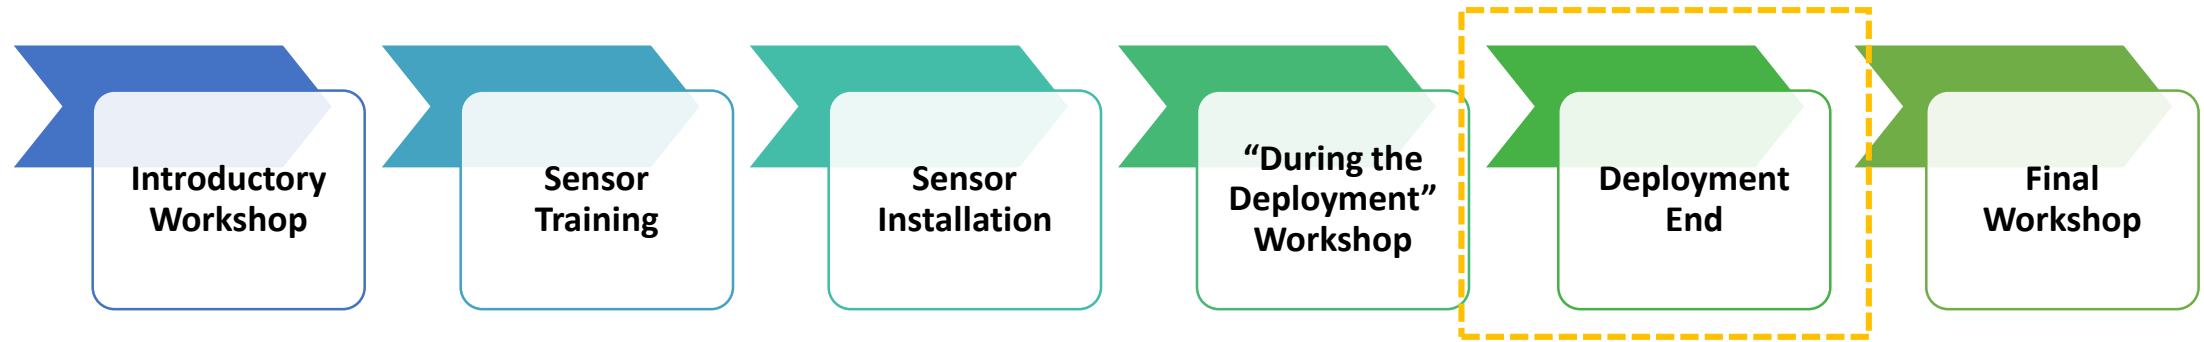 Introductory
Workshop
Sensor
Training
Sensor
Installation
“During the
Deployment”
Workshop
Deployment
End
Final
Workshop